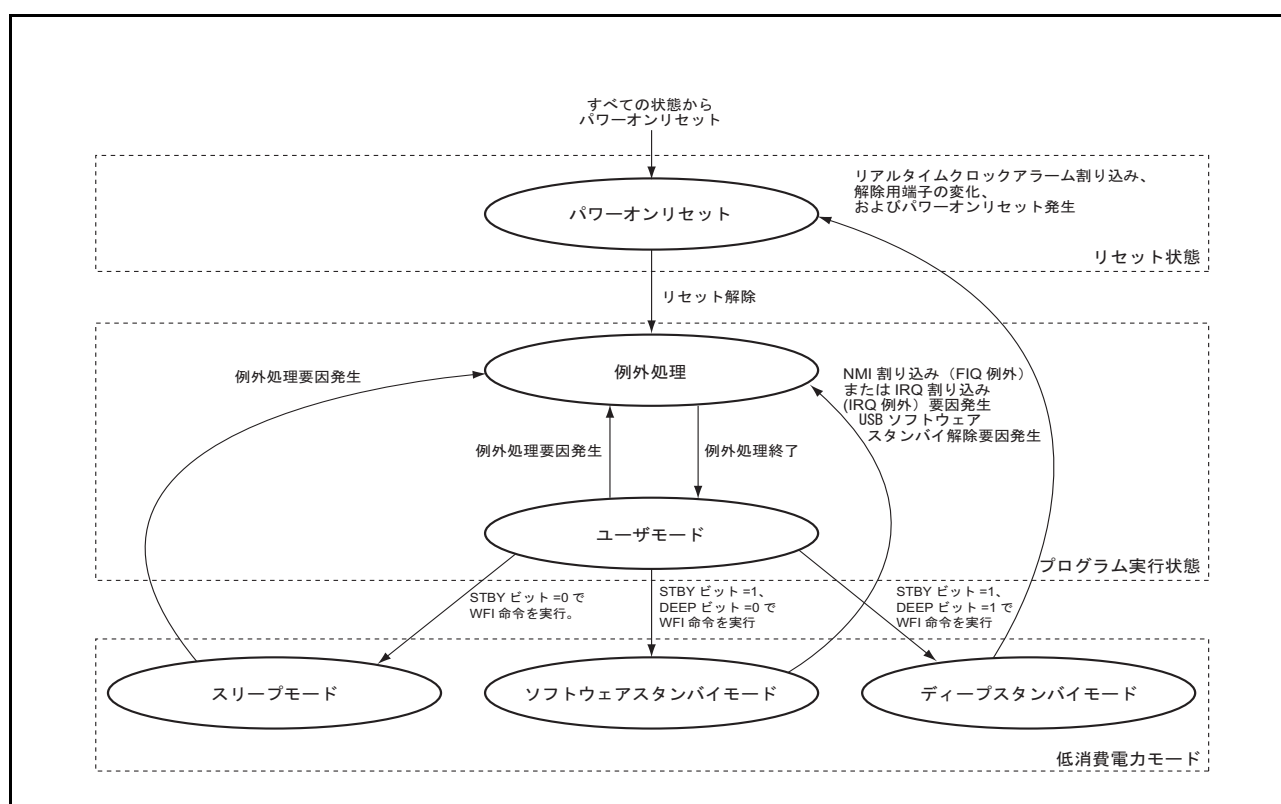 すべての状態から
パワーオンリセット
リアルタイムクロックアラーム割り込み、
解除用端子の変化、
およびパワーオンリセット発生
パワーオンリセット
リセット状態
リセット解除
例外処理
例外処理要因発生
NMI 割り込み（FIQ 例外）
または IRQ 割り込み
(IRQ 例外）要因発生
USB ソフトウェア
スタンバイ解除要因発生
例外処理要因発生
例外処理終了
ユーザモード
プログラム実行状態
STBY ビット =0 で
WFI 命令を実行。
STBY ビット =1、
DEEP ビット =0 で
WFI 命令を実行
STBY ビット =1、
DEEP ビット =1 で
WFI 命令を実行
スリープモード
ソフトウェアスタンバイモード
ディープスタンバイモード
低消費電力モード